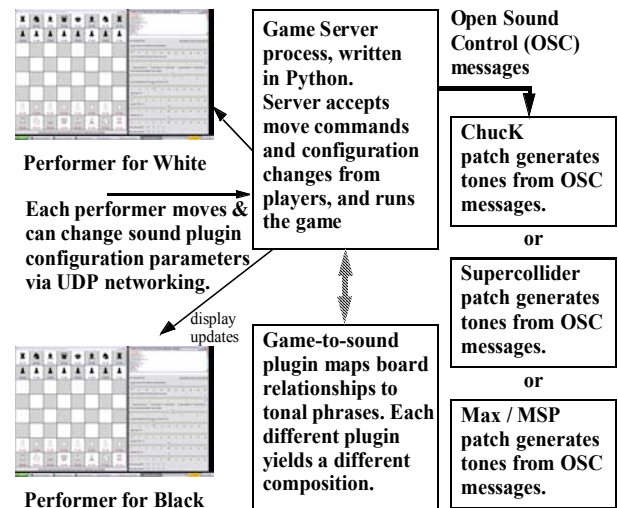 Performer for White
Each performer moves &
can change sound plugin
configuration parameters
via UDP networking.
display
updates
Performer for Black
Game Server
process, written
in Python.
Server accepts
move commands
and configuration
changes from
players, and runs
the game
Game-to-sound
plugin maps board
relationships to
tonal phrases. Each
different plugin
yields a different
composition.
Open Sound
Control (OSC)
messages
ChucK
patch generates
tones from OSC
messages.
or
Supercollider
patch generates
tones from OSC
messages.
or
Max / MSP
patch generates
tones from OSC
messages.